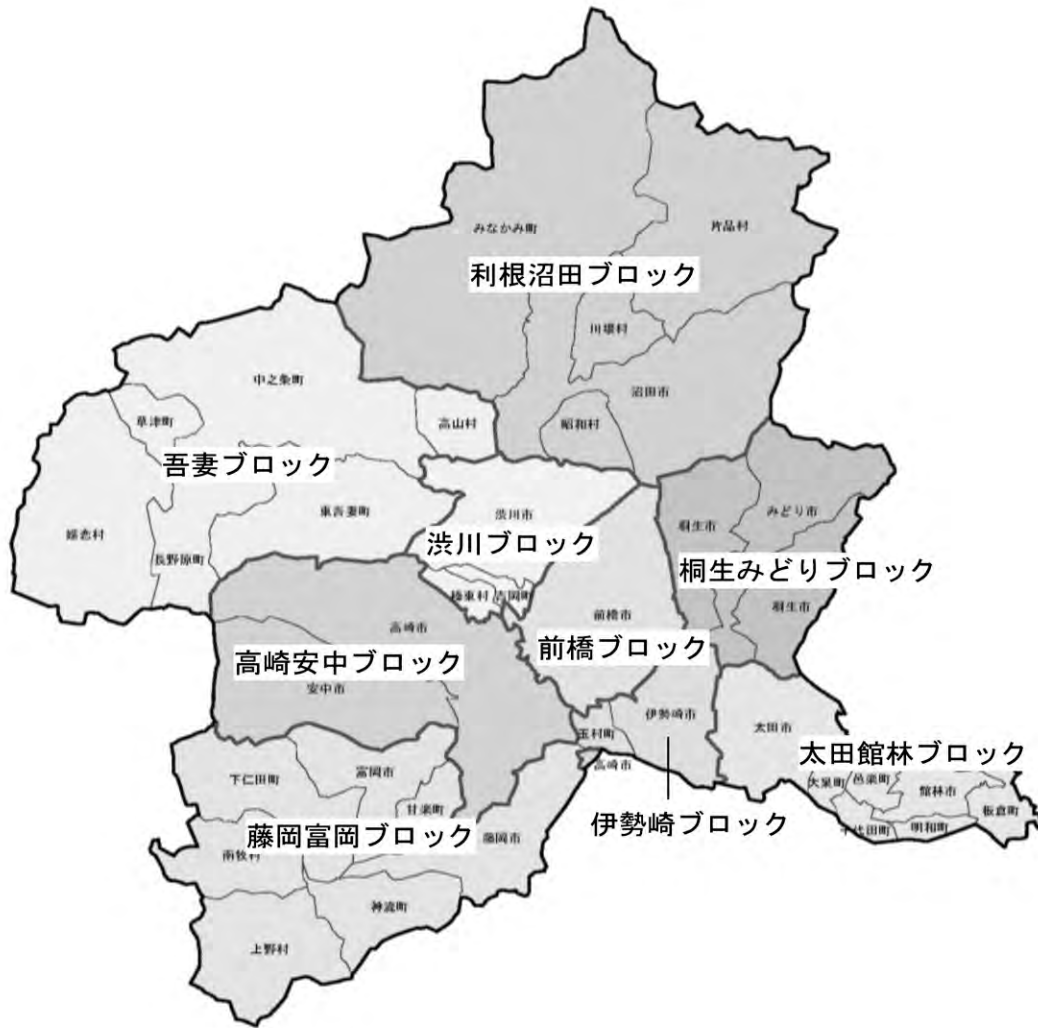 みなかみ町
片品村
利根沼田ブロック
川場村
沼田市
昭和村
中之条町
草津町
高山村
吾妻ブロック
東吾妻町
嬬恋村
長野原町
渋川市
渋川ブロック
榛東村
吉岡町
桐生市
みどり市
桐生みどりブロック
桐生市
前橋市
前橋ブロック
高崎市
高崎安中ブロック
安中市
伊勢崎市
玉村町
高崎市
伊勢崎ブロック
太田市
太田館林ブロック
大泉町
邑楽町
館林市
板倉町
千代田町
明和町
下仁田町
富岡市
甘楽町
藤岡富岡ブロック
藤岡市
南牧村
神流町
上野村